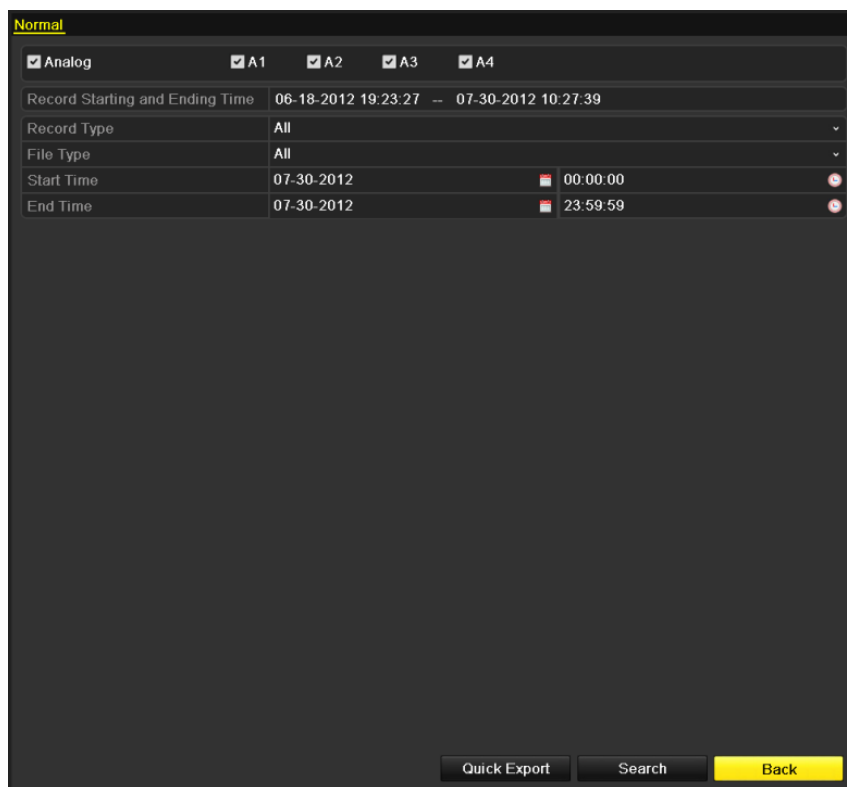 Normal
Analog A1 A2 A3 A4
Record Starting and Ending Time 06-18-2012 19:23:27 -- 07-30-2012 10:27:39
Record Type All
File Type All
Start Time 07-30-2012 00:00:00
End Time 07-30-2012 23:59:59
Quick Export Search Back